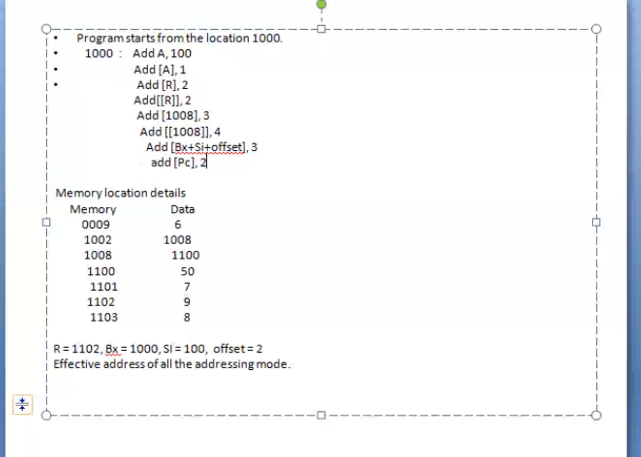 • Program starts from the location 1000.
• 1000 : Add A, 100
• Add [A], 1
• Add [R], 2
Add[[R]], 2
Add [1008], 3
Add [[1008]], 4
Add [Bx+Si+offset], 3
add [Pc], 2
Memory location details
Memory Data
0009 6
1002 1008
1008 1100
1100 50
1101 7
1102 9
1103 8
R = 1102, Bx = 1000, Si = 100, offset = 2
Effective address of all the addressing mode.